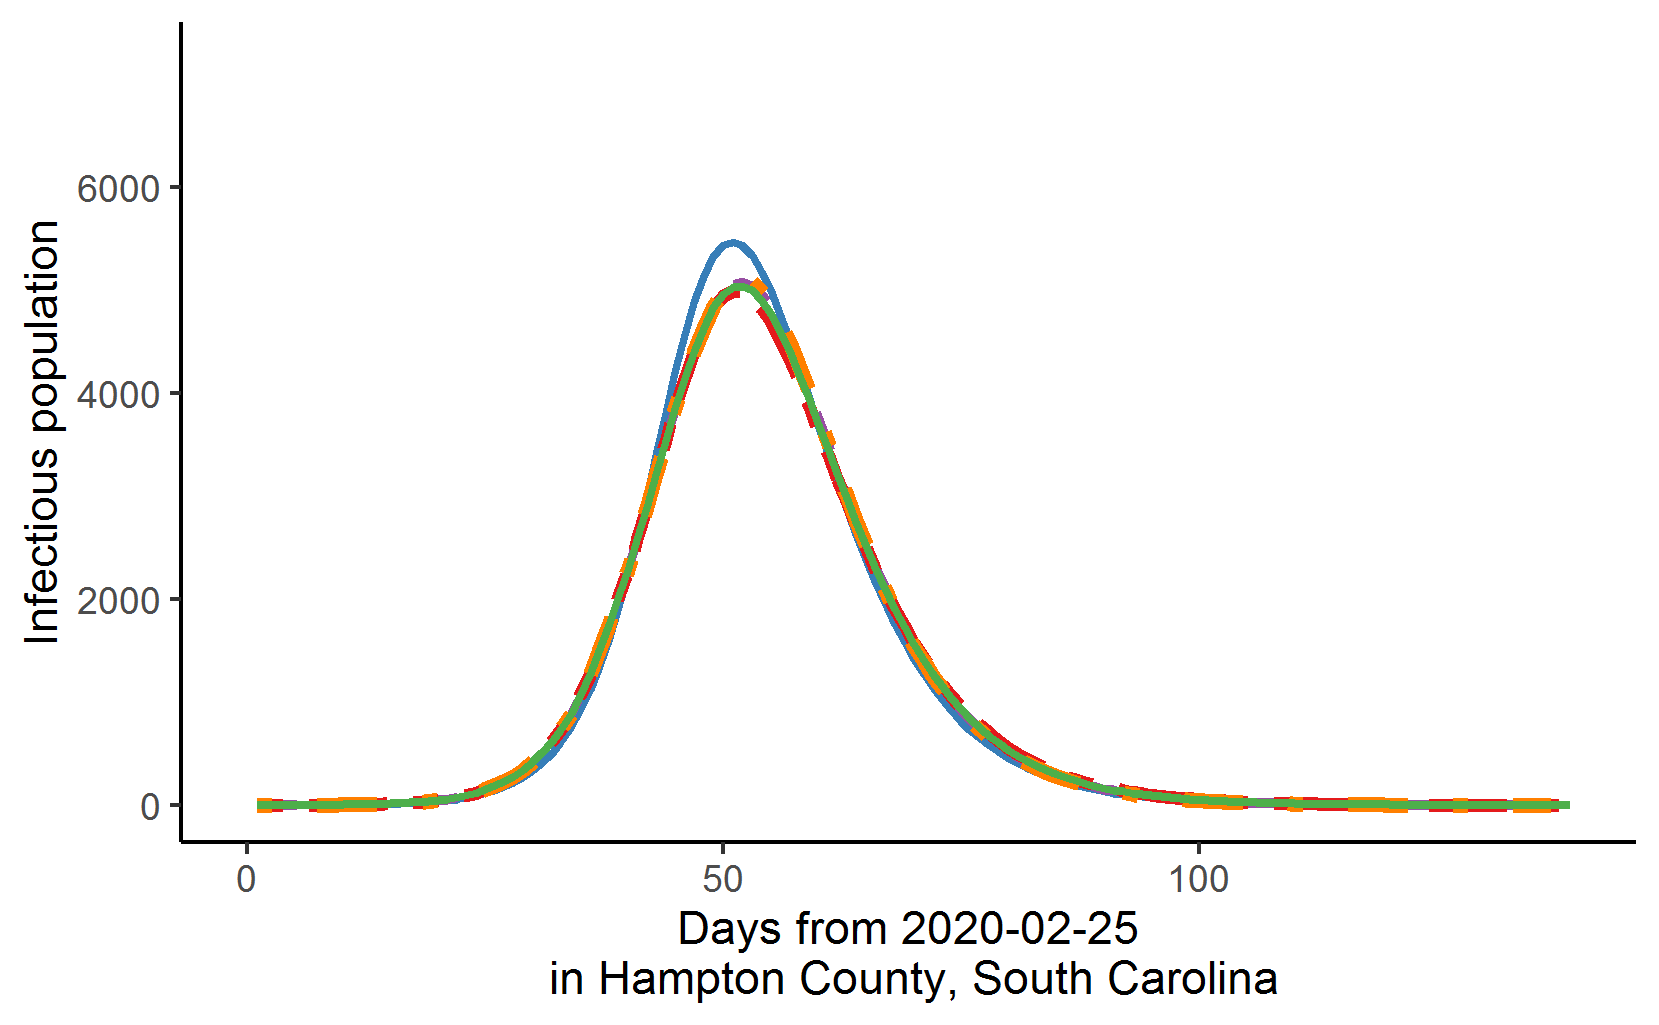 6000
4000
2000
0
Infectious population
0 50 100
Days from 2020-02-25
in Hampton County, South Carolina